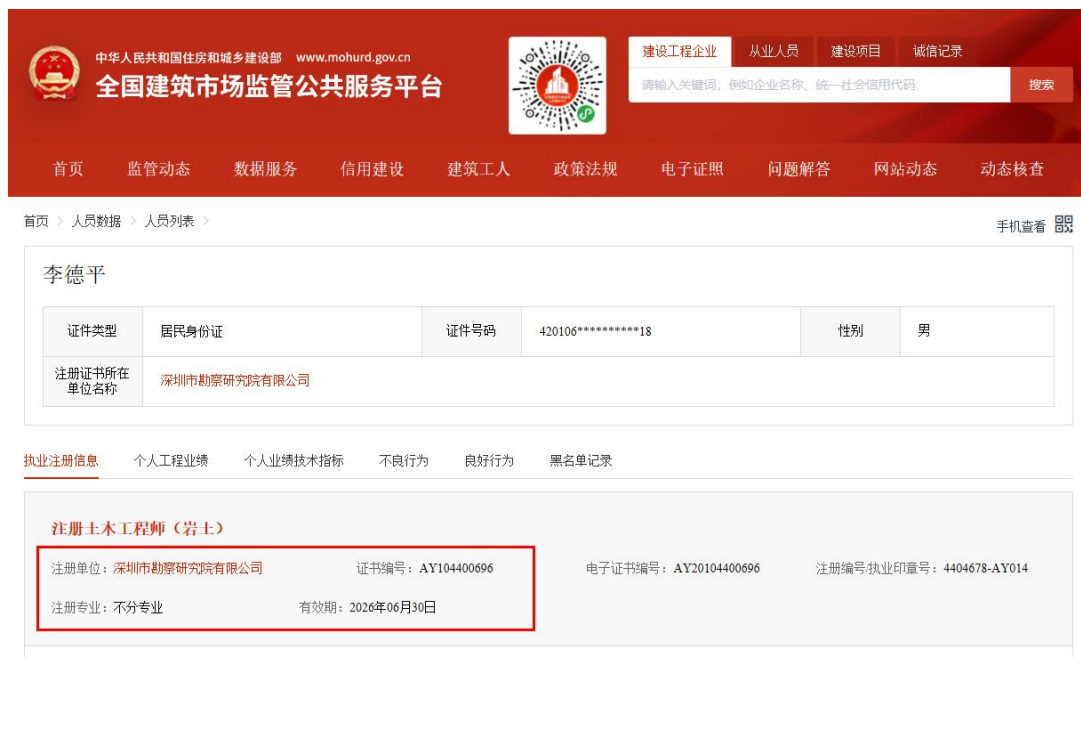 中华人民共和国住房和城乡建设部 www.mohurd.gov.cn
全国建筑市场监管公共服务平台
建设工程企业 从业人员 建设项目 诚信记录
请输入关键词，例如企业名称、统一社会信用代码 搜索
首页 监管动态 数据服务 信用建设 建筑工人 政策法规 电子证照 问题解答 网站动态 动态核查
首页 > 人员数据 > 人员列表 >
手机查看
李德平
证件类型 居民身份证 证件号码 420106**********18 性别 男
注册证书所在
单位名称
深圳市勘察研究院有限公司
执业注册信息 个人工程业绩 个人业绩技术指标 不良行为 良好行为 黑名单记录
注册土木工程师（岩土）
注册单位：深圳市勘察研究院有限公司 证书编号：AY104400696 电子证书编号：AY20104400696 注册编号/执业印章号：4404678-AY014
注册专业：不分专业 有效期：2026年06月30日